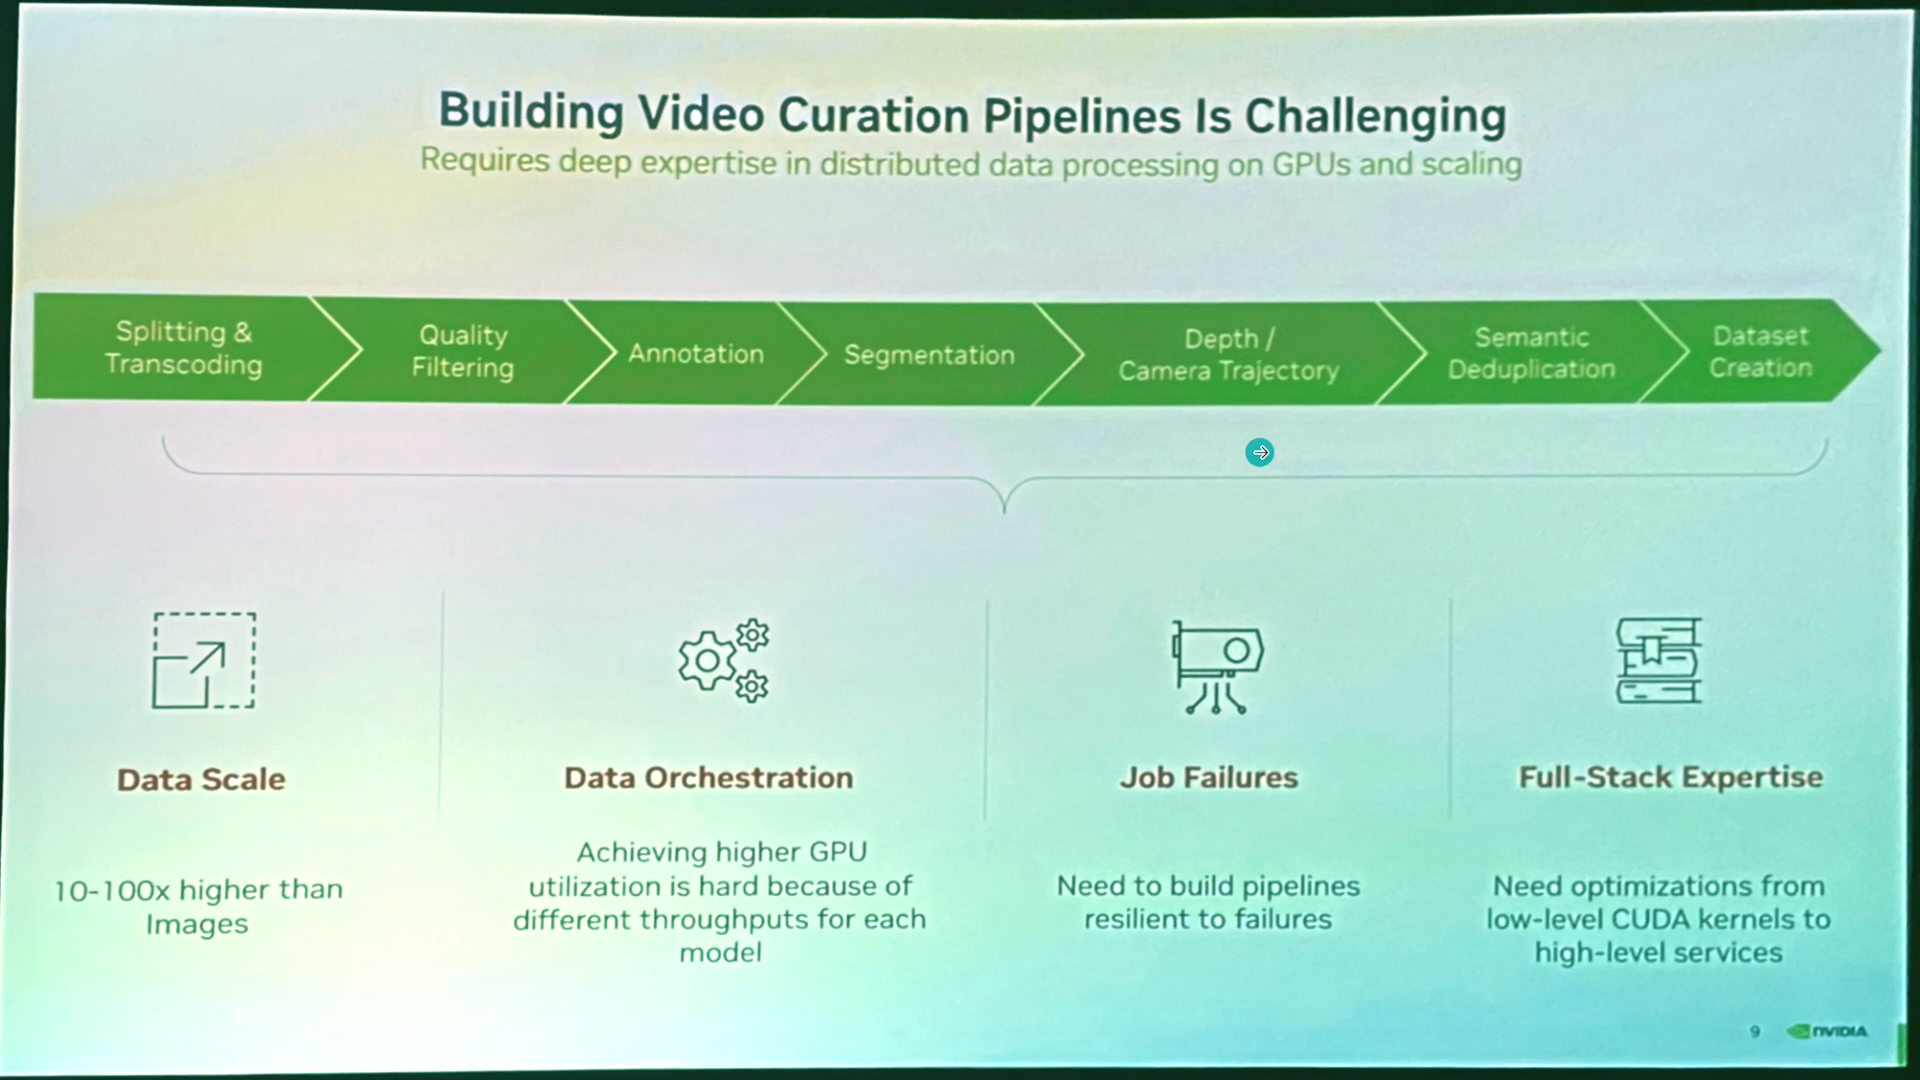 Building Video Curation Pipelines Is Challenging
Requires deep expertise in distributed data processing on GPUs and scaling
Splitting &
Transcoding
Quality
Filtering
Annotation
Segmentation
Depth /
Camera Trajectory
Semantic
Deduplication
Dataset
Creation
Data Scale
10-100x higher than
Images
Data Orchestration
Achieving higher GPU
utilization is hard because of
different throughputs for each
model
Job Failures
Need to build pipelines
resilient to failures
Full-Stack Expertise
Need optimizations from
low-level CUDA kernels to
high-level services
9
NVIDIA